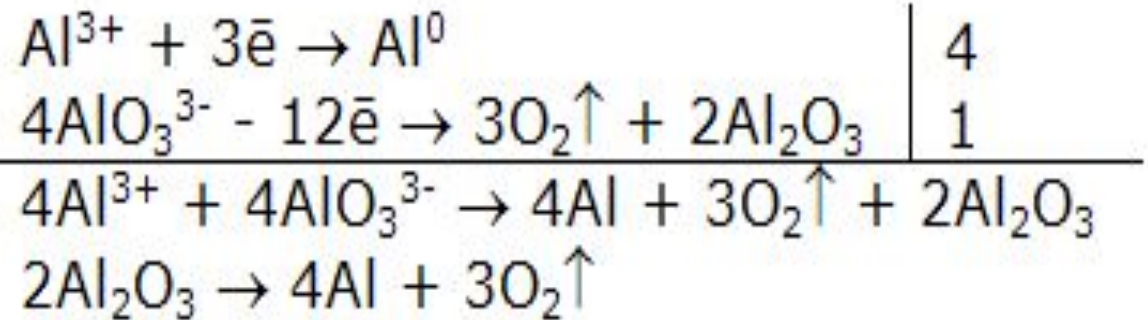 Al³⁺ + 3ē → Al⁰ | 4
4AlO₃³⁻ - 12ē → 3O₂↑ + 2Al₂O₃ | 1
4Al³⁺ + 4AlO₃³⁻ → 4Al + 3O₂↑ + 2Al₂O₃
2Al₂O₃ → 4Al + 3O₂↑